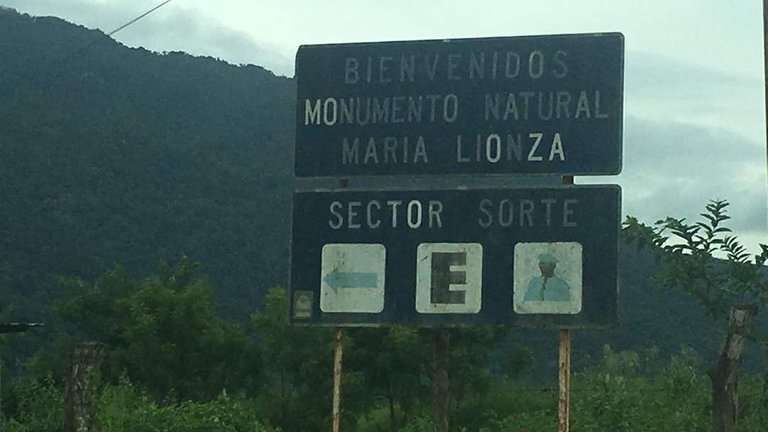 BIENVENIDOS
MONUMENTO NATURAL
MARIA LIONZA
SECTOR SORTE
E